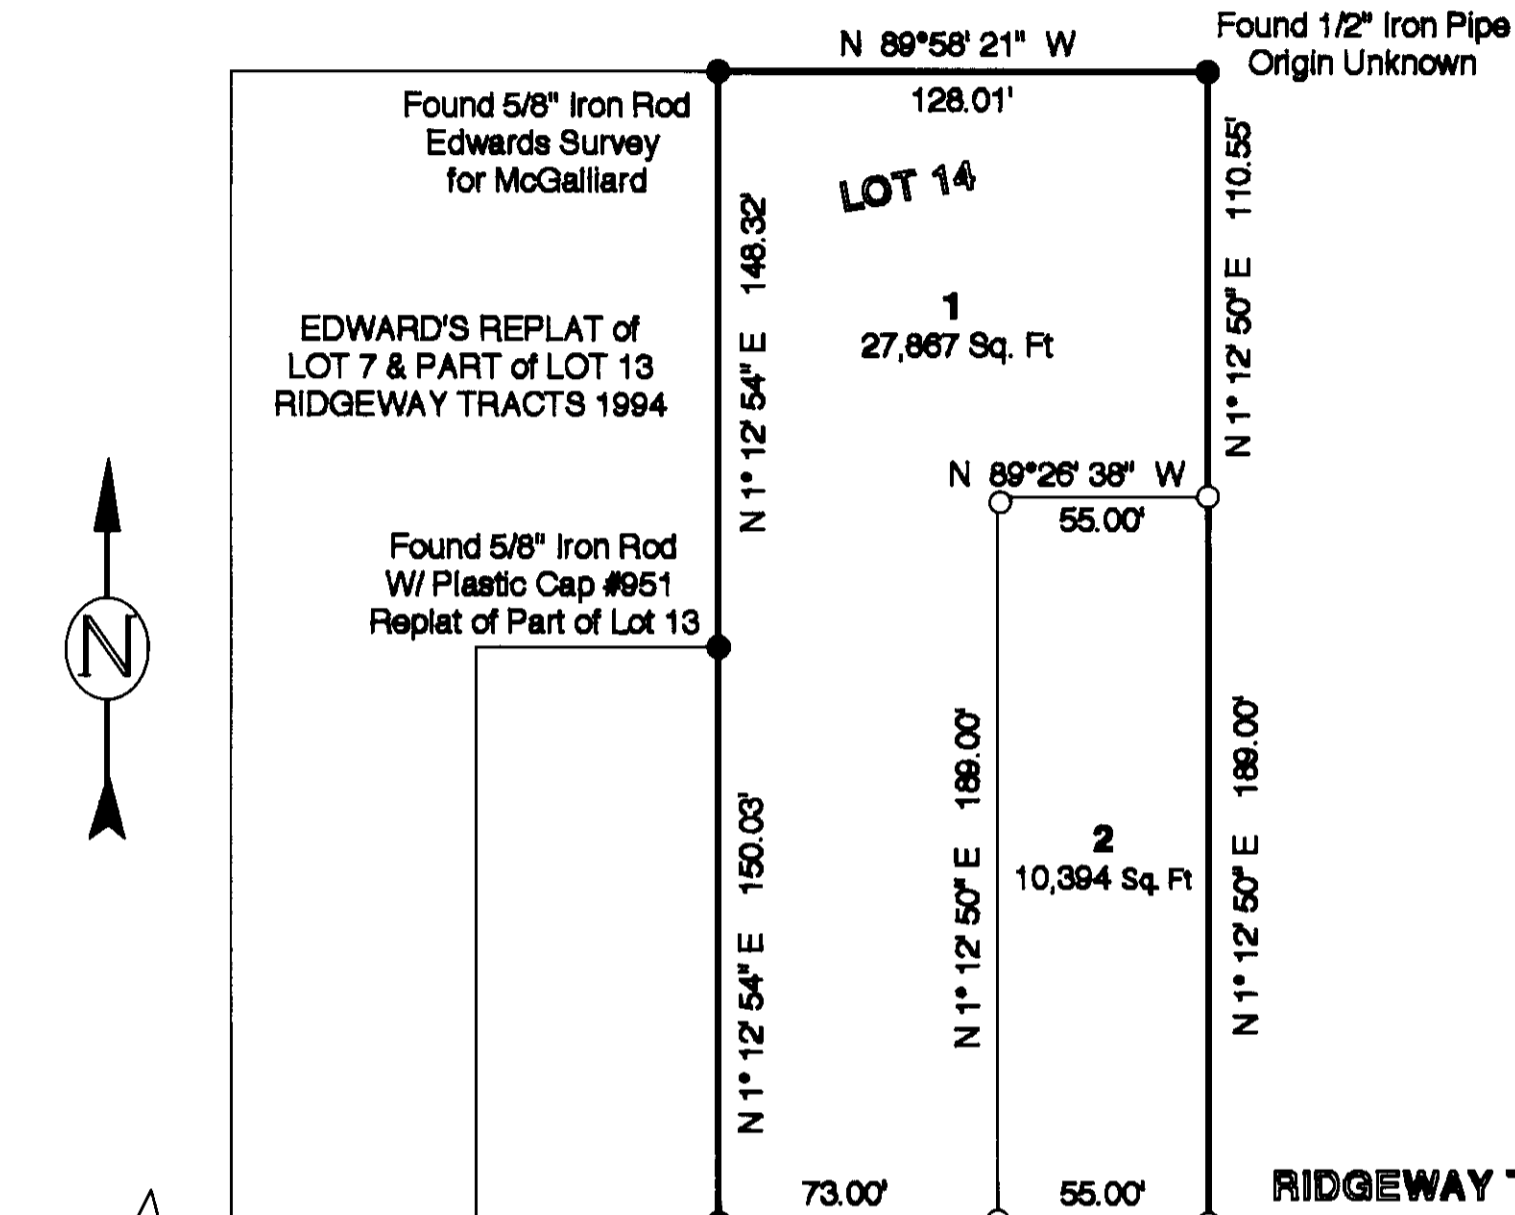 N 89°58' 21" W
Found 1/2" Iron Pipe
Origin Unknown
128.01'
Found 5/8" Iron Rod
Edwards Survey
for McGalliard
LOT 14
N 1° 12' 54" E 148.32'
N 1° 12' 50" E 110.55'
1
27,867 Sq. Ft
EDWARD'S REPLAT of
LOT 7 & PART of LOT 13
RIDGEWAY TRACTS 1994
N 89°26' 38" W
55.00'
Found 5/8" Iron Rod
W/ Plastic Cap #951
Replat of Part of Lot 13
N
N 1° 12' 54" E 150.03'
N 1° 12' 50" E 189.00'
N 1° 12' 50" E 189.00'
2
10,394 Sq. Ft
73.00'
55.00'
RIDGEWAY